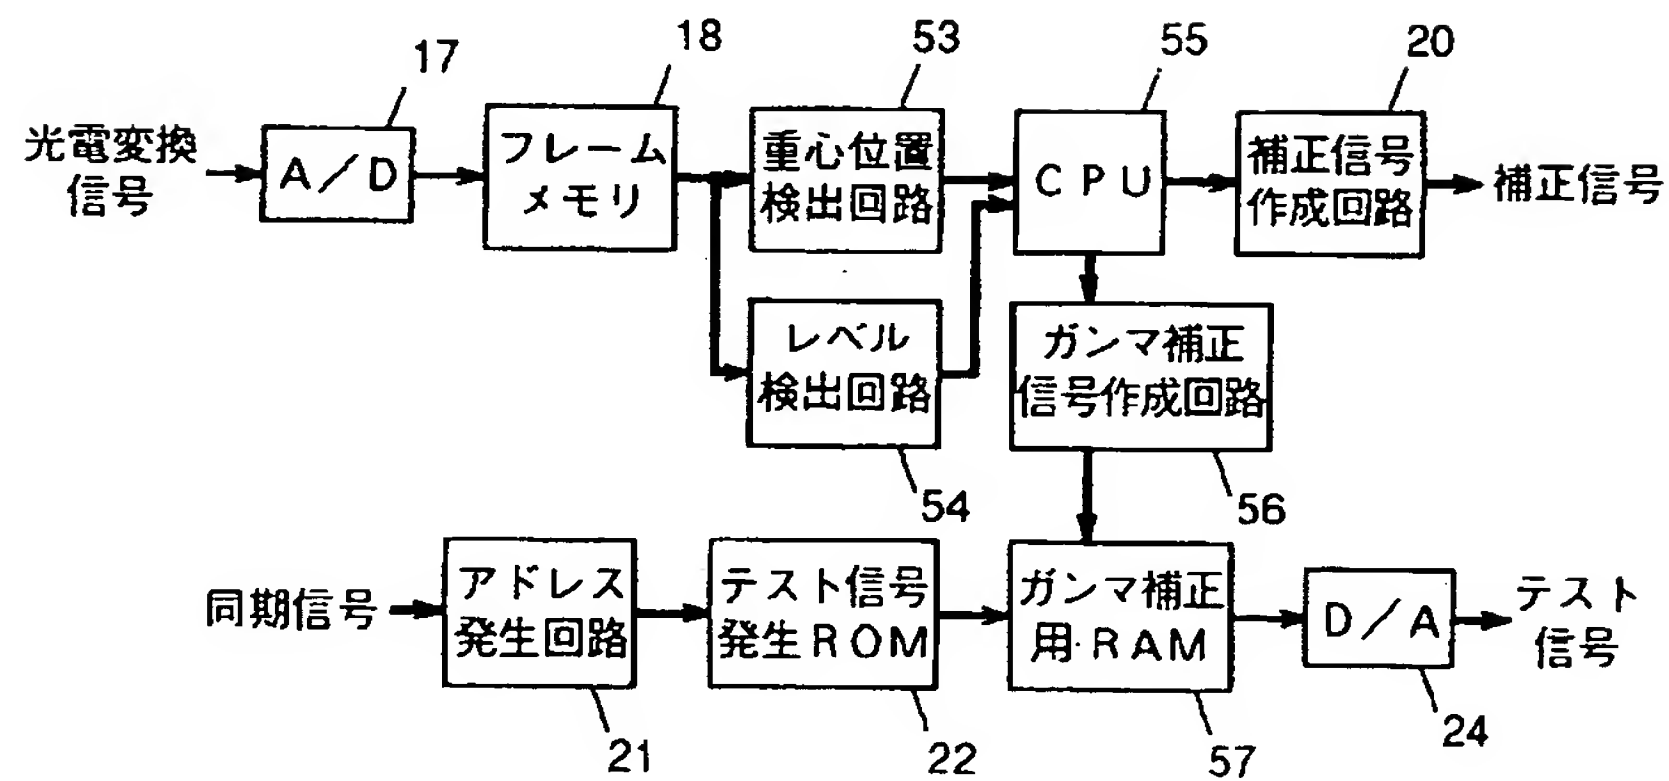 17
18
53
55
20
光電変換
信号
A/D
フレーム
メモリ
重心位置
検出回路
CPU
補正信号
作成回路
補正信号
レベル
検出回路
ガンマ補正
信号作成回路
54
56
同期信号
アドレス
発生回路
テスト信号
発生ROM
ガンマ補正
用・RAM
D/A
テスト
信号
21
22
57
24